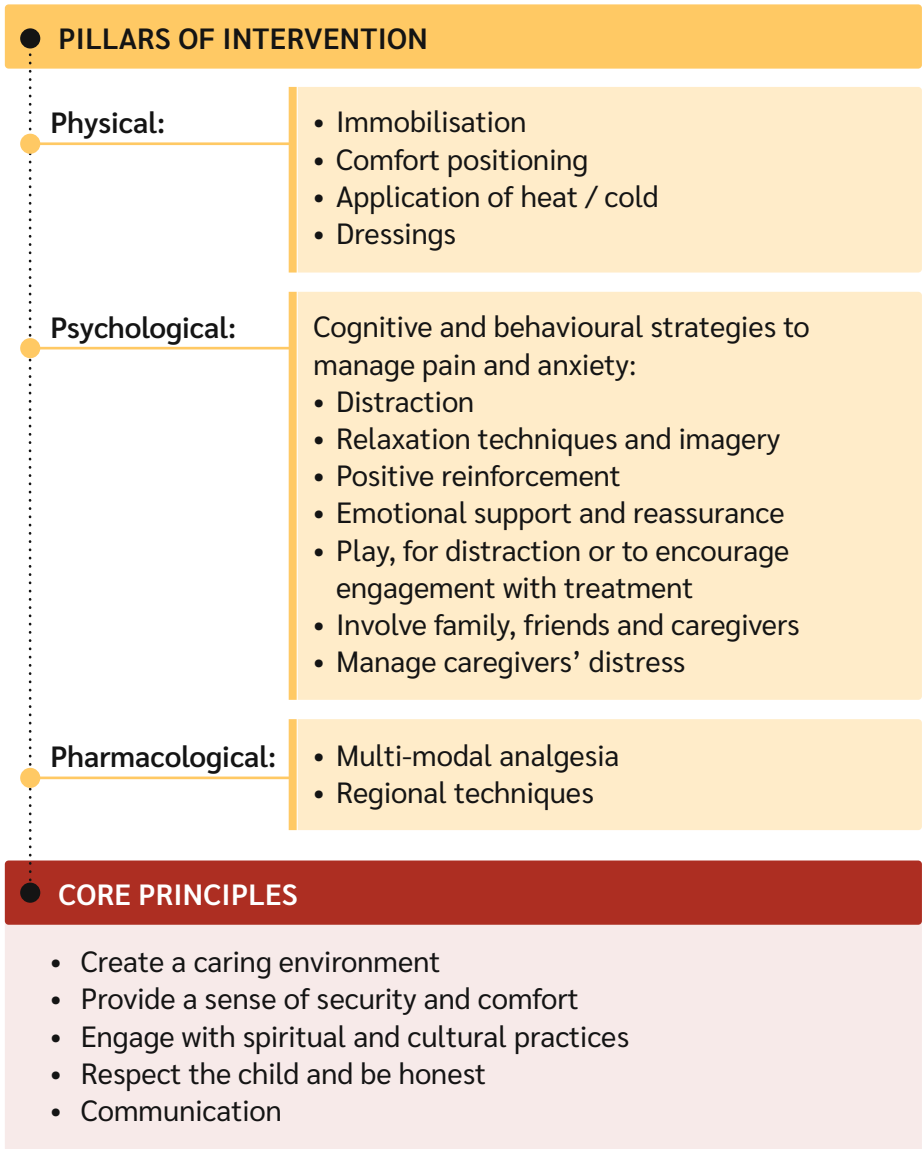 PILLARS OF INTERVENTION
Physical:
• Immobilisation
• Comfort positioning
• Application of heat / cold
• Dressings
Psychological:
Cognitive and behavioural strategies to
manage pain and anxiety:
• Distraction
• Relaxation techniques and imagery
• Positive reinforcement
• Emotional support and reassurance
• Play, for distraction or to encourage
engagement with treatment
• Involve family, friends and caregivers
• Manage caregivers’ distress
Pharmacological:
• Multi-modal analgesia
• Regional techniques
CORE PRINCIPLES
• Create a caring environment
• Provide a sense of security and comfort
• Engage with spiritual and cultural practices
• Respect the child and be honest
• Communication